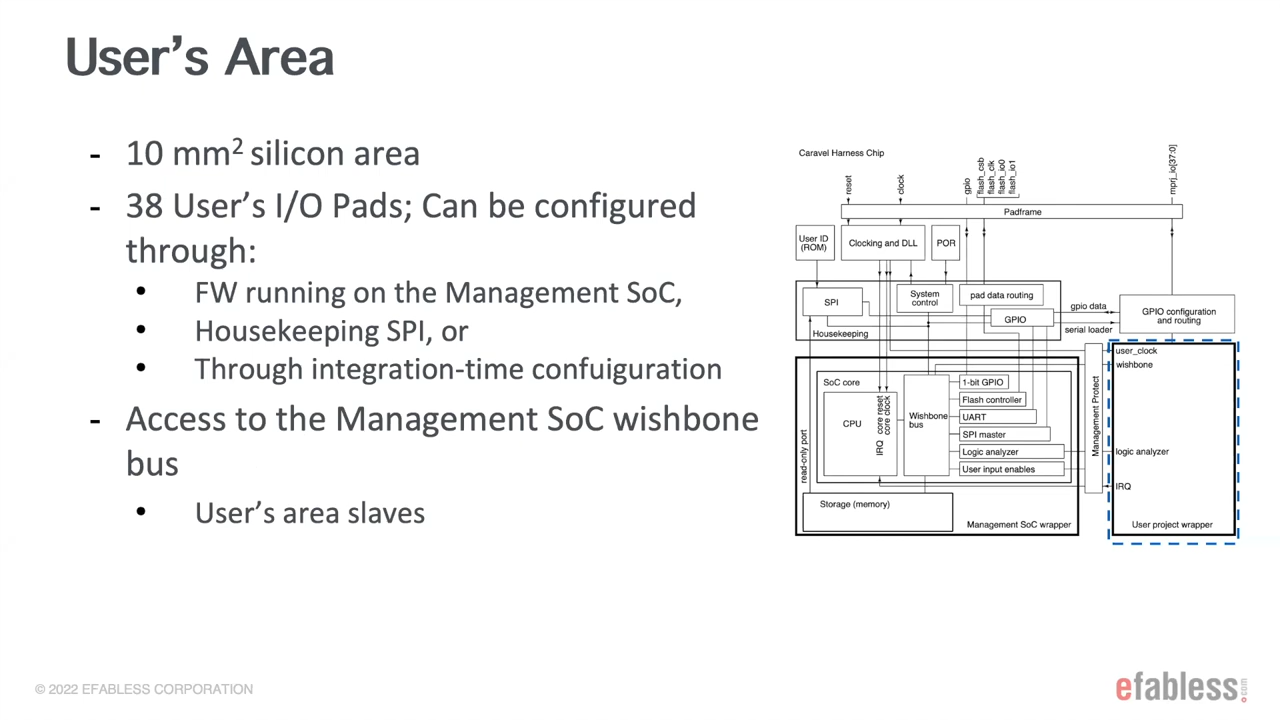 User's Area
- 10 mm2 silicon area
- 38 User's I/O Pads; Can be configured
through:
• FW running on the Management SoC,
• Housekeeping SPI, or
• Through integration-time confuiguration
- Access to the Management SoC wishbone
bus
• User's area slaves
Caravel Harness Chip
reset
clock
gpio
flash_csb
flash_clk
flash_io0
flash_io1
mprj_io[37:0]
Padframe
User ID
(ROM)
Clocking and DLL
POR
SPI
System
control
pad data routing
GPIO
Housekeeping
gpio data
serial loader
GPIO configuration
and routing
SoC core
CPU
core reset
core clock
IRQ
Wishbone
bus
1-bit GPIO
Flash controller
UART
SPI master
Logic analyzer
User input enables
read-only port
Storage (memory)
Management SoC wrapper
Management Protect
user_clock
wishbone
logic analyzer
IRQ
User project wrapper
© 2022 EFABLESS CORPORATION
efabless.com